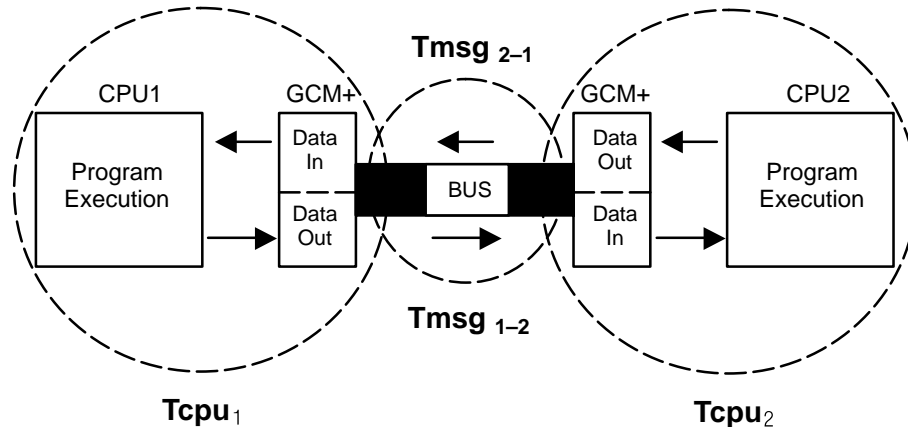 Tmsg 2–1
CPU1
GCM+
GCM+
CPU2
Program
Execution
Data
In
Data
Out
BUS
Data
Out
Data
In
Program
Execution
Tmsg 1–2
Tcpu1
Tcpu2